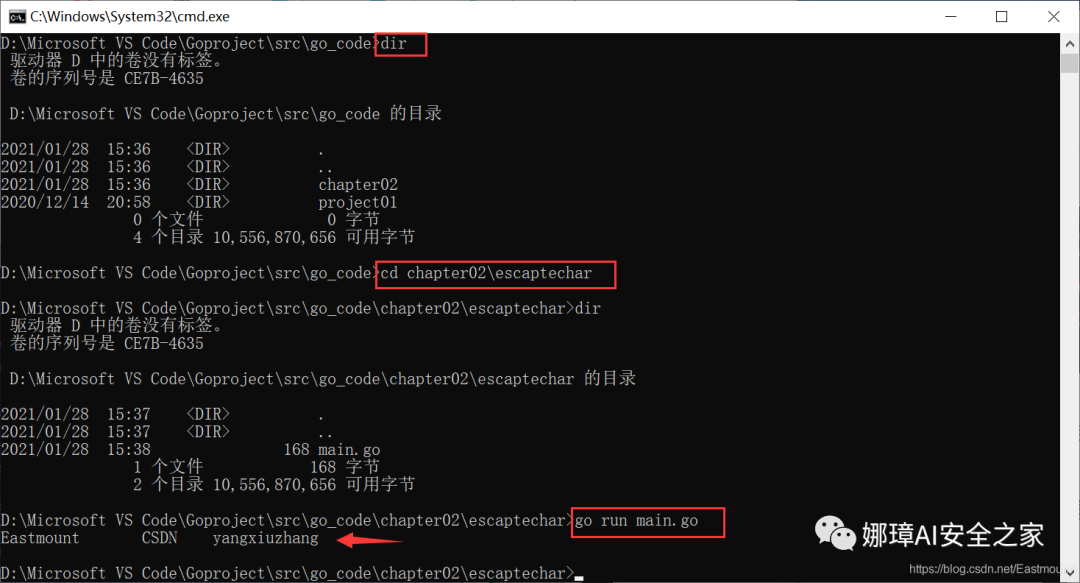 C:\Windows\System32\cmd.exe
D:\Microsoft VS Code\Goproject\src\go_code>dir
驱动器 D 中的卷没有标签。
卷的序列号是 CE7B-4635
D:\Microsoft VS Code\Goproject\src\go_code 的目录
2021/01/28  15:36    <DIR>          .
2021/01/28  15:36    <DIR>          ..
2021/01/28  15:36    <DIR>          chapter02
2020/12/14  20:58    <DIR>          project01
0 个文件              0 字节
4 个目录 10,556,870,656 可用字节
D:\Microsoft VS Code\Goproject\src\go_code>cd chapter02\escaptechar
D:\Microsoft VS Code\Goproject\src\go_code\chapter02\escaptechar>dir
驱动器 D 中的卷没有标签。
卷的序列号是 CE7B-4635
D:\Microsoft VS Code\Goproject\src\go_code\chapter02\escaptechar 的目录
2021/01/28  15:37    <DIR>          .
2021/01/28  15:37    <DIR>          ..
2021/01/28  15:38               168 main.go
1 个文件            168 字节
2 个目录 10,556,870,656 可用字节
D:\Microsoft VS Code\Goproject\src\go_code\chapter02\escaptechar>go run main.go
Eastmount       CSDN    yangxiuzhang
娜璋AI安全之家
https://blog.csdn.net/Eastmou
D:\Microsoft VS Code\Goproject\src\go_code\chapter02\escaptechar>